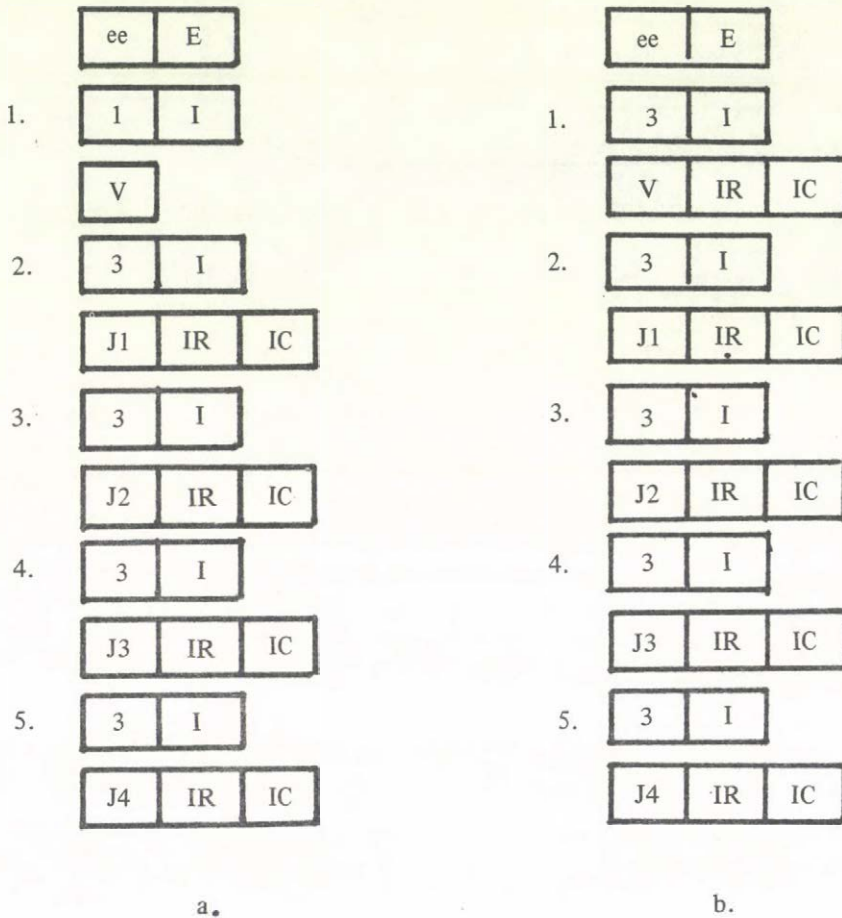 ee E
1. 1 I
V
2. 3 I
J1 IR IC
3. 3 I
J2 IR IC
4. 3 I
J3 IR IC
5. 3 I
J4 IR IC
a.
ee E
1. 3 I
V IR IC
2. 3 I
J1 IR IC
3. 3 I
J2 IR IC
4. 3 I
J3 IR IC
5. 3 I
J4 IR IC
b.